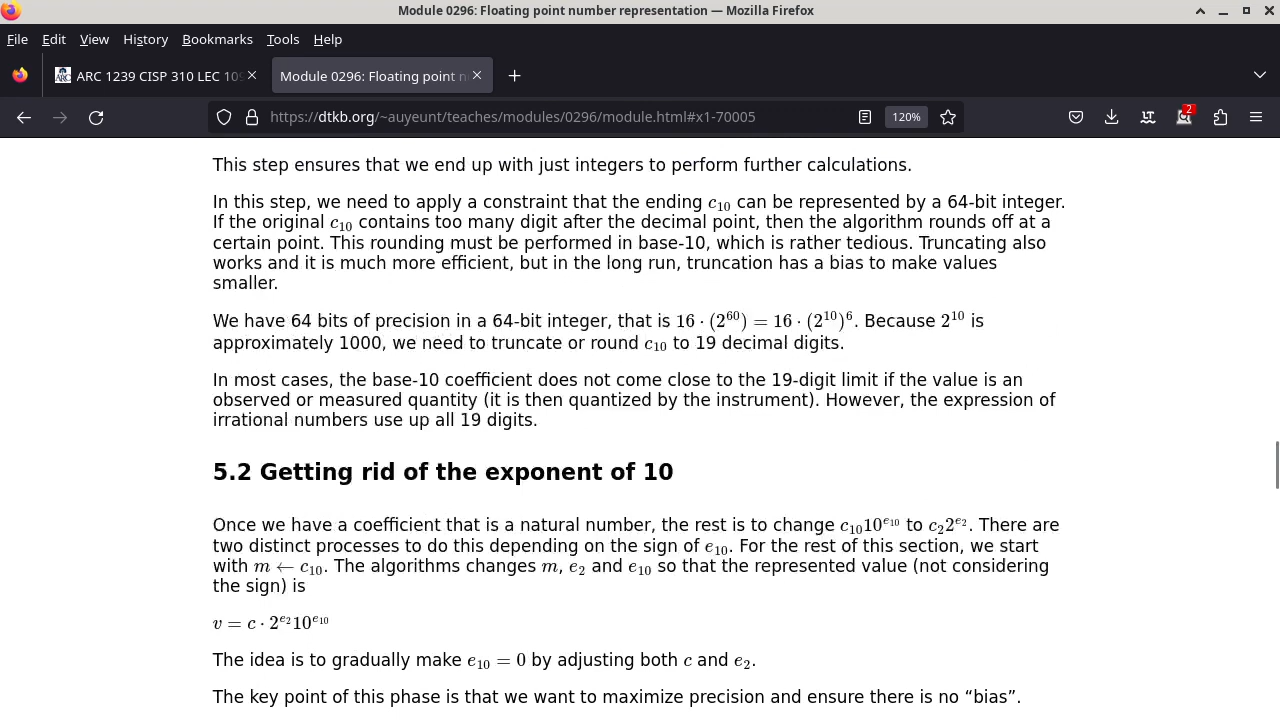 Module 0296: Floating point number representation — Mozilla Firefox
File Edit View History Bookmarks Tools Help
ARC 1239 CISP 310 LEC 109 Module 0296: Floating point n
https://dtkb.org/~auyeunt/teaches/modules/0296/module.html#x1-70005 120% 2
This step ensures that we end up with just integers to perform further calculations.
In this step, we need to apply a constraint that the ending c₁₀ can be represented by a 64-bit integer.
If the original c₁₀ contains too many digit after the decimal point, then the algorithm rounds off at a
certain point. This rounding must be performed in base-10, which is rather tedious. Truncating also
works and it is much more efficient, but in the long run, truncation has a bias to make values
smaller.
We have 64 bits of precision in a 64-bit integer, that is 16 · (2⁶⁰) = 16 · (2¹⁰)⁶. Because 2¹⁰ is
approximately 1000, we need to truncate or round c₁₀ to 19 decimal digits.
In most cases, the base-10 coefficient does not come close to the 19-digit limit if the value is an
observed or measured quantity (it is then quantized by the instrument). However, the expression of
irrational numbers use up all 19 digits.
5.2 Getting rid of the exponent of 10
Once we have a coefficient that is a natural number, the rest is to change c₁₀10^{e₁₀} to c₂2^{e₂}. There are
two distinct processes to do this depending on the sign of e₁₀. For the rest of this section, we start
with m ← c₁₀. The algorithms changes m, e₂ and e₁₀ so that the represented value (not considering
the sign) is
v = c · 2^{e₂}10^{e₁₀}
The idea is to gradually make e₁₀ = 0 by adjusting both c and e₂.
The key point of this phase is that we want to maximize precision and ensure there is no “bias”.